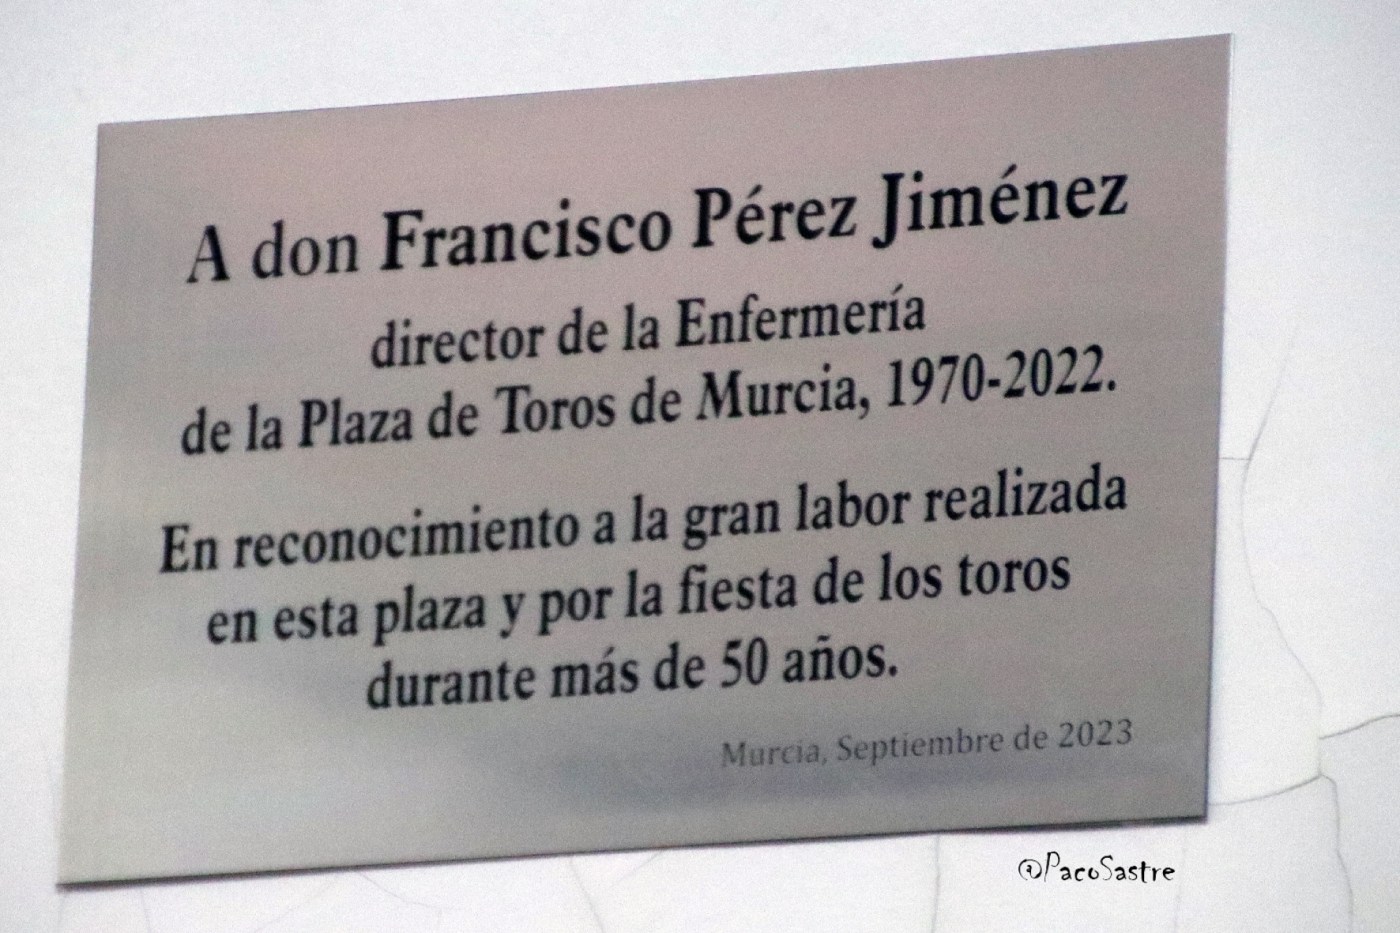 A don Francisco Pérez Jiménez
director de la Enfermería
de la Plaza de Toros de Murcia, 1970-2022.
En reconocimiento a la gran labor realizada
en esta plaza y por la fiesta de los toros
durante más de 50 años.
Murcia, Septiembre de 2023
@PacoSastre